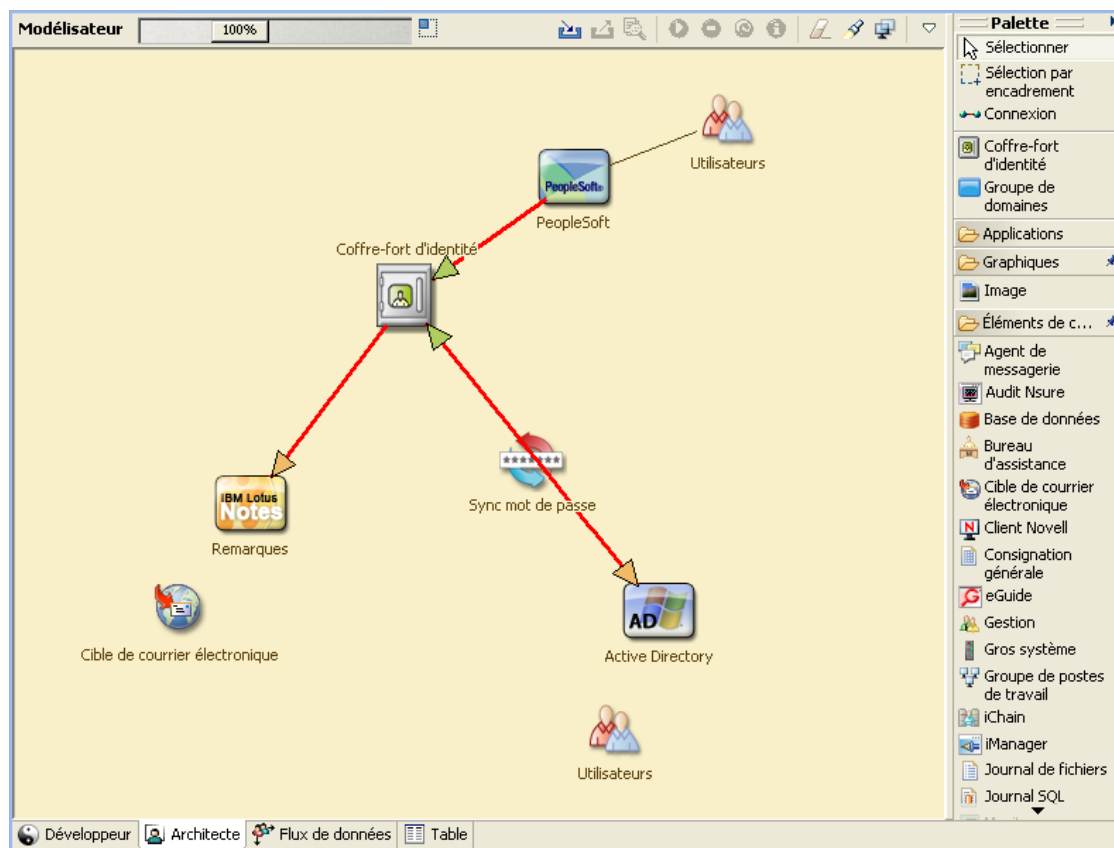 Modélisateur
100%
Utilisateurs
PeopleSoft®
PeopleSoft
Coffre-fort d'identité
*******
Sync mot de passe
IBM Lotus
Notes
Remarques
AD
Active Directory
Cible de courrier électronique
Utilisateurs
Palette
Sélectionner
Sélection par
encadrement
Connexion
Coffre-fort
d'identité
Groupe de
domaines
Applications
Graphiques
Image
Éléments de c...
Agent de
messagerie
Audit Nsure
Base de données
Bureau
d'assistance
Cible de courrier
électronique
Client Novell
Consignation
générale
eGuide
Gestion
Gros système
Groupe de postes
de travail
iChain
iManager
Journal de fichiers
Journal SQL
Développeur
Architecte
Flux de données
Table